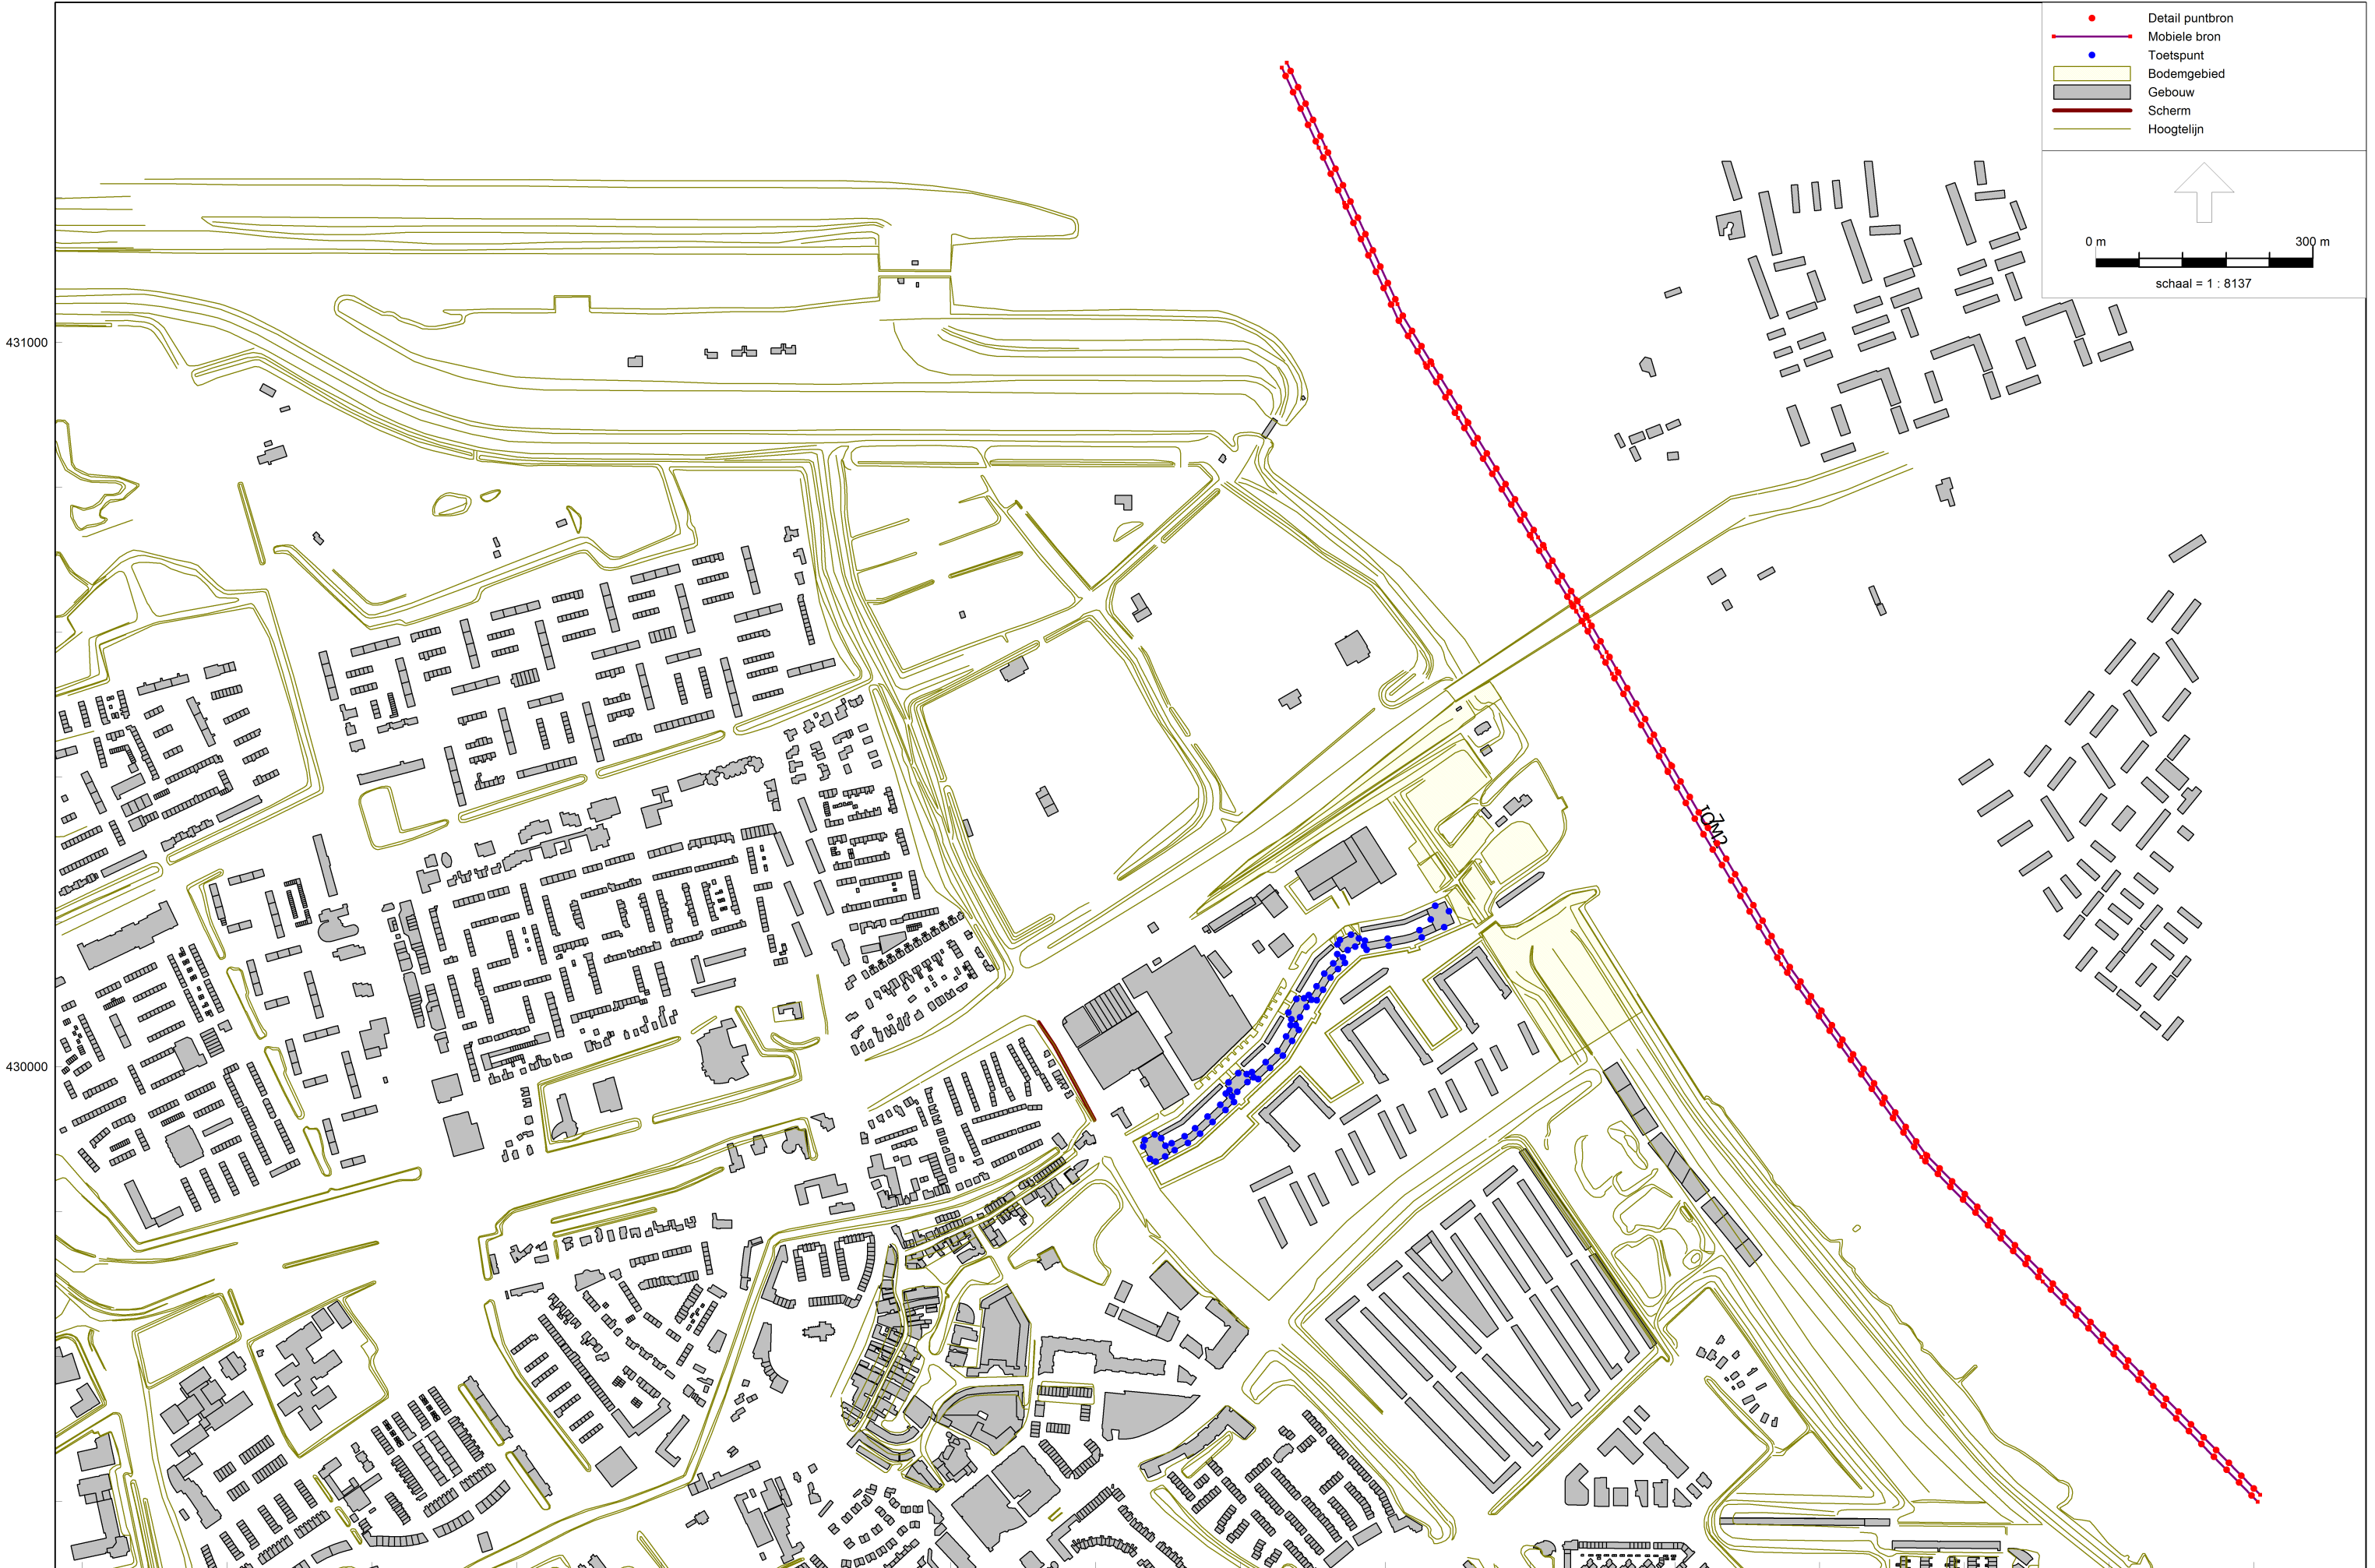 Detail puntbron
Mobiele bron
Toetspunt
Bodemgebied
Gebouw
Scherm
Hoogtelijn
0 m
300 m
schaal = 1 : 8137
431000
430000